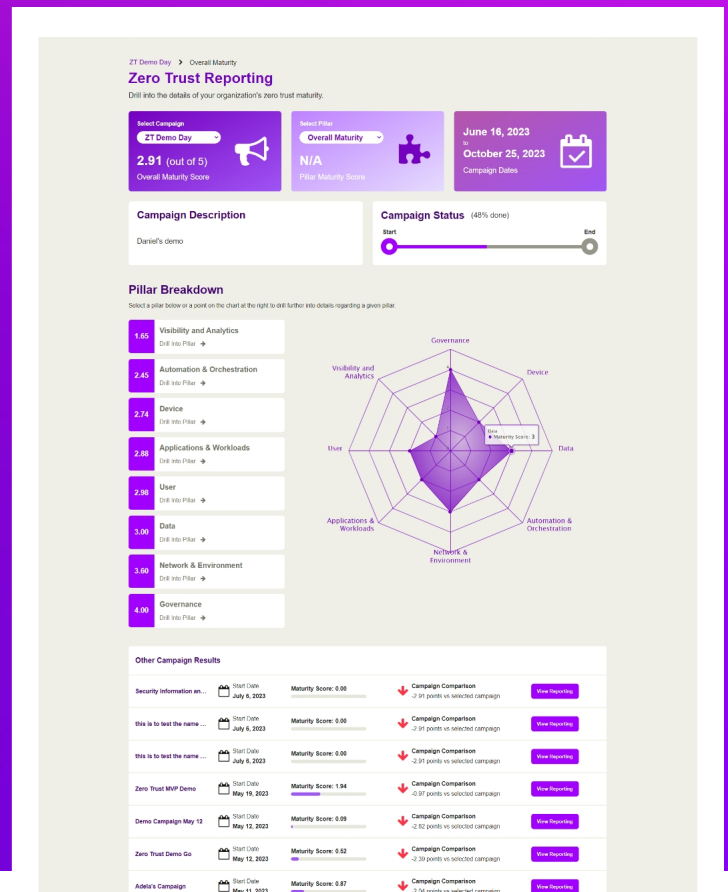 ZT Demo Day > Overall Maturity
Zero Trust Reporting
Drill into the details of your organization's zero trust maturity.
Select Campaign
ZT Demo Day
2.91 (out of 5)
Overall Maturity Score
Select Pillar
Overall Maturity
N/A
Pillar Maturity Score
June 16, 2023
to
October 25, 2023
Campaign Dates
Campaign Description
Daniel's demo
Campaign Status (48% done)
Start
End
Pillar Breakdown
Select a pillar below or a point on the chart at the right to drill further into details regarding a given pillar.
1.65
Visibility and Analytics
Drill Into Pillar
2.45
Automation & Orchestration
Drill Into Pillar
2.74
Device
Drill Into Pillar
2.88
Applications & Workloads
Drill Into Pillar
2.98
User
Drill Into Pillar
3.00
Data
Drill Into Pillar
3.60
Network & Environment
Drill Into Pillar
4.00
Governance
Drill Into Pillar
Governance
Device
Data
Automation &
Orchestration
Network &
Environment
Applications &
Workloads
User
Visibility and
Analytics
Data
Maturity Score: 3
Other Campaign Results
Security Information an...
Start Date
July 6, 2023
Maturity Score: 0.00
Campaign Comparison
-2.91 points vs selected campaign
View Reporting
this is to test the name ...
Start Date
July 6, 2023
Maturity Score: 0.00
Campaign Comparison
-2.91 points vs selected campaign
View Reporting
this is to test the name ...
Start Date
July 6, 2023
Maturity Score: 0.00
Campaign Comparison
-2.91 points vs selected campaign
View Reporting
Zero Trust MVP Demo
Start Date
May 19, 2023
Maturity Score: 1.94
Campaign Comparison
-0.97 points vs selected campaign
View Reporting
Demo Campaign May 12
Start Date
May 12, 2023
Maturity Score: 0.09
Campaign Comparison
-2.82 points vs selected campaign
View Reporting
Zero Trust Demo Go
Start Date
May 12, 2023
Maturity Score: 0.52
Campaign Comparison
-2.39 points vs selected campaign
View Reporting
Adela's Campaign
Start Date
May 11, 2023
Maturity Score: 0.87
Campaign Comparison
-2.04 points vs selected campaign
View Reporting